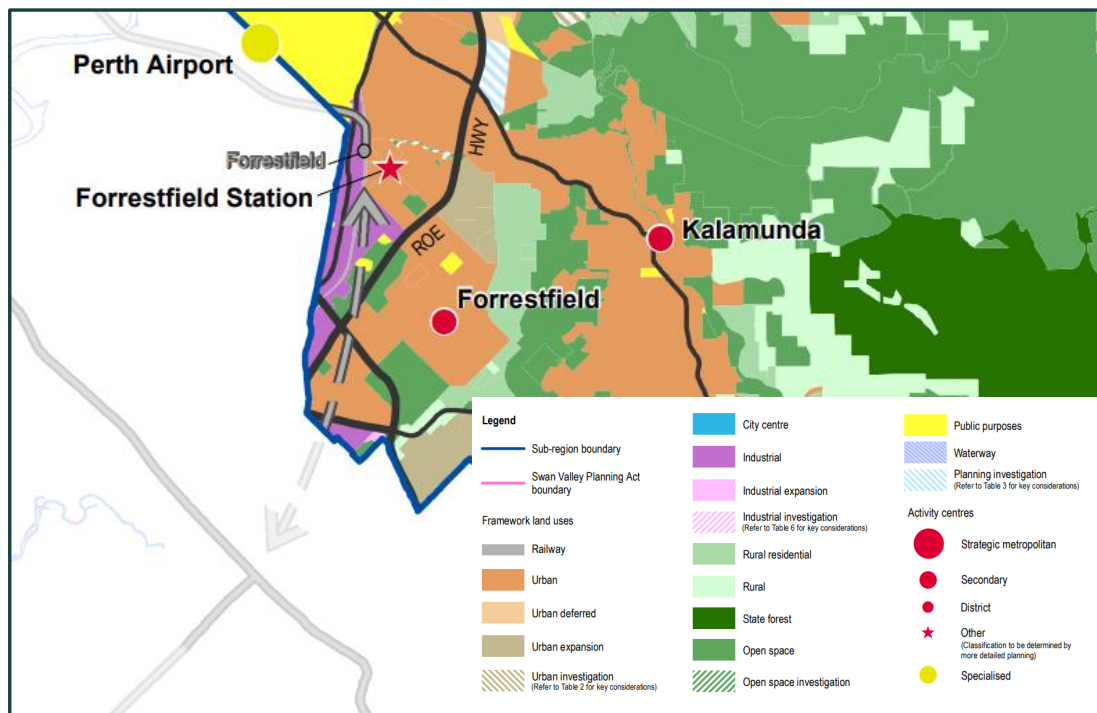 Perth Airport
HWY
Forrestfield
Forrestfield Station
ROE
Kalamunda
Forrestfield
Legend
Sub-region boundary
Swan Valley Planning Act
boundary
Framework land uses
Railway
Urban
Urban deferred
Urban expansion
Urban investigation
(Refer to Table 2 for key considerations)
City centre
Industrial
Industrial expansion
Industrial investigation
(Refer to Table 6 for key considerations)
Rural residential
Rural
State forest
Open space
Open space investigation
Public purposes
Waterway
Planning investigation
(Refer to Table 3 for key considerations)
Activity centres
Strategic metropolitan
Secondary
District
Other
(Classification to be determined by
more detailed planning)
Specialised